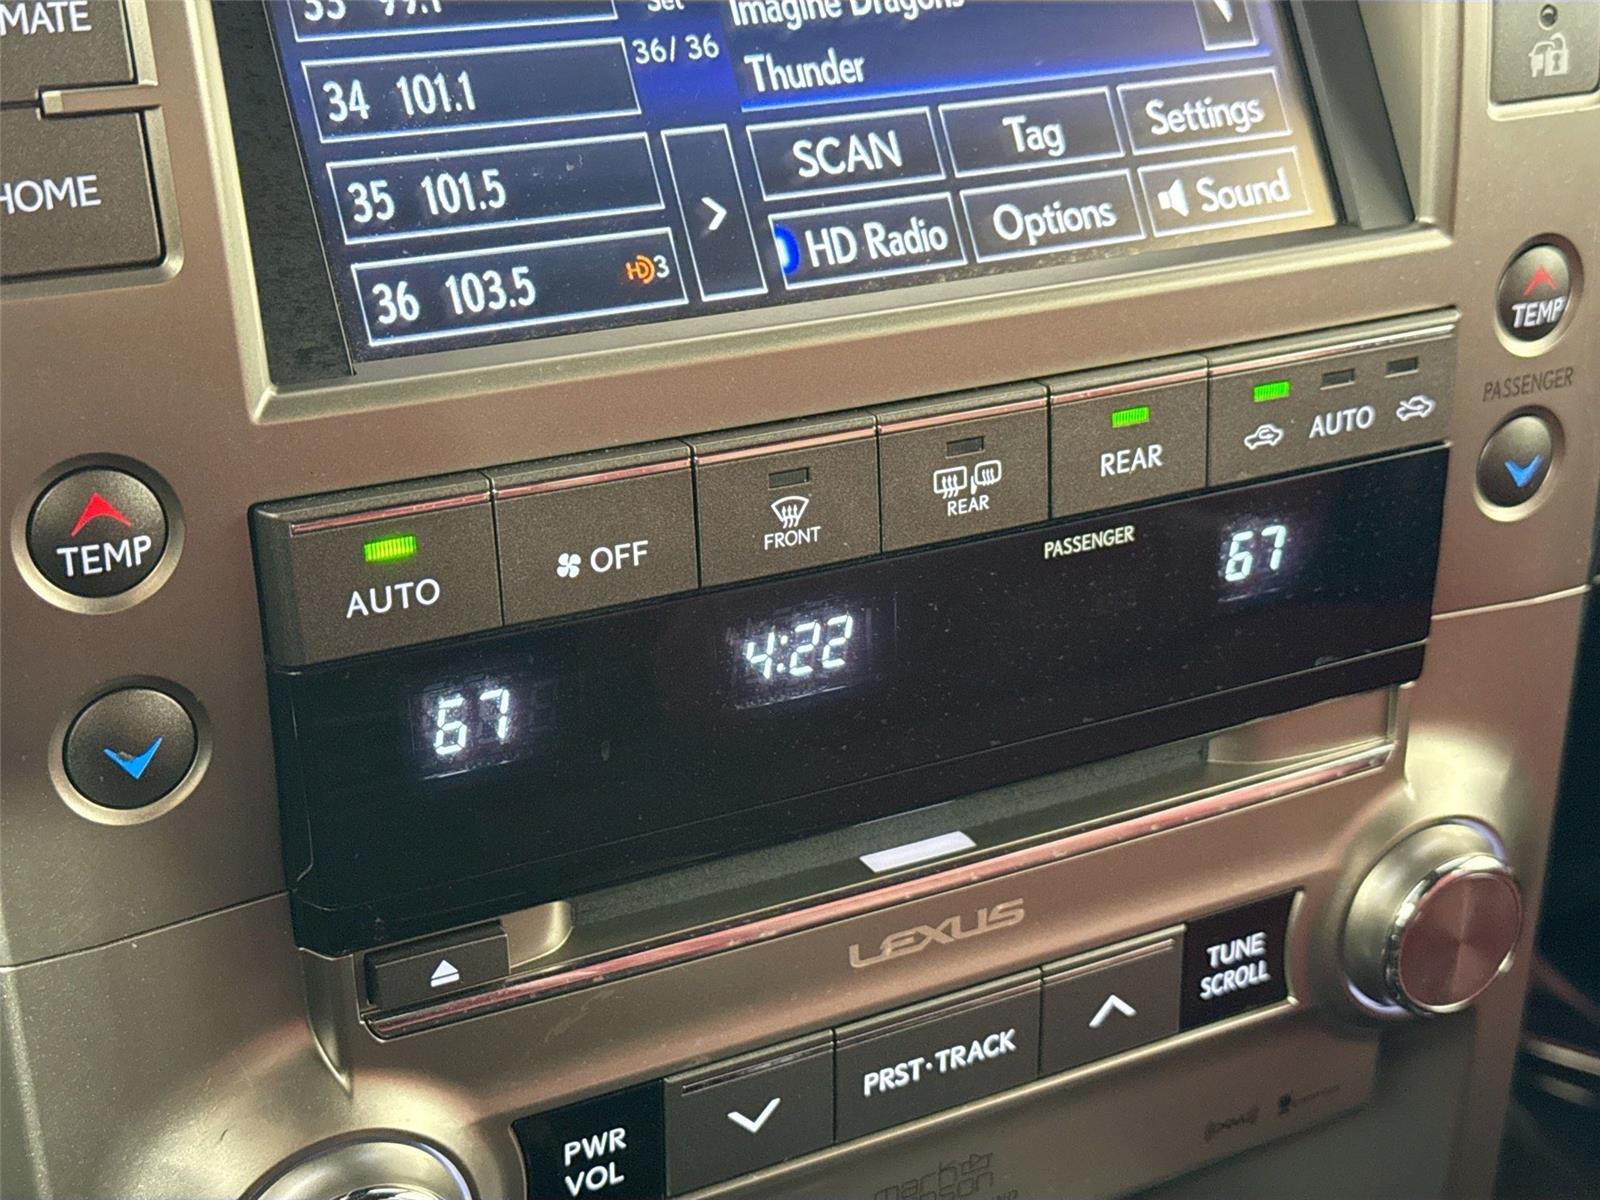 MATE
HOME
Imagine Dragons
Thunder
36/ 36
34 101.1
35 101.5
36 103.5 HD3
>
SCAN
Tag
Settings
HD Radio
Options
Sound
TEMP
PASSENGER
TEMP
AUTO
OFF
FRONT
REAR
REAR
AUTO
PASSENGER
67
4:22
67
LEXUS
TUNE
SCROLL
PRST·TRACK
PWR
VOL